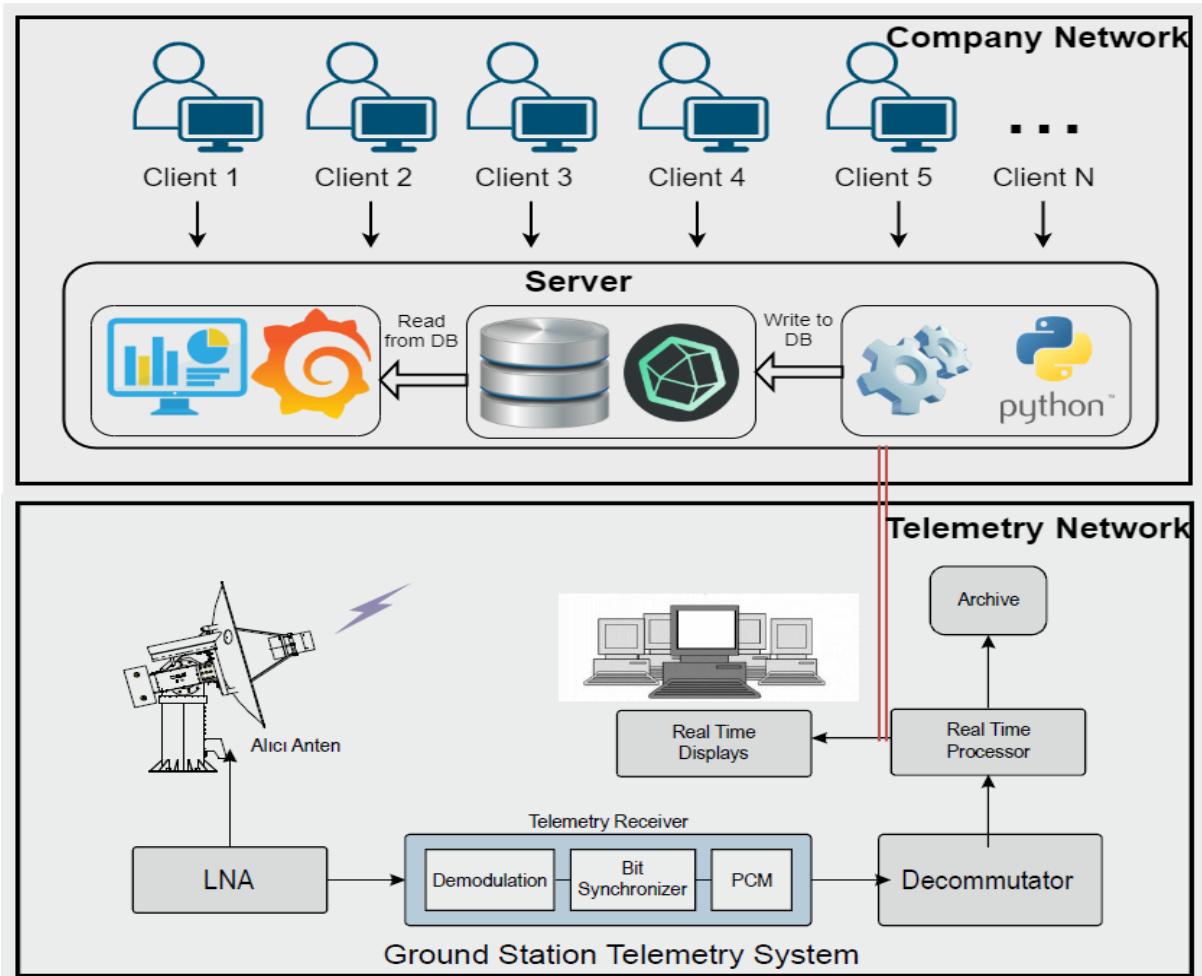 Company Network
Client 1
Client 2
Client 3
Client 4
Client 5
...
Client N
Server
Read
from DB
Write to
DB
python™
Telemetry Network
Archive
Alıcı Anten
Real Time
Displays
Real Time
Processor
Telemetry Receiver
LNA
Demodulation
Bit
Synchronizer
PCM
Decommutator
Ground Station Telemetry System